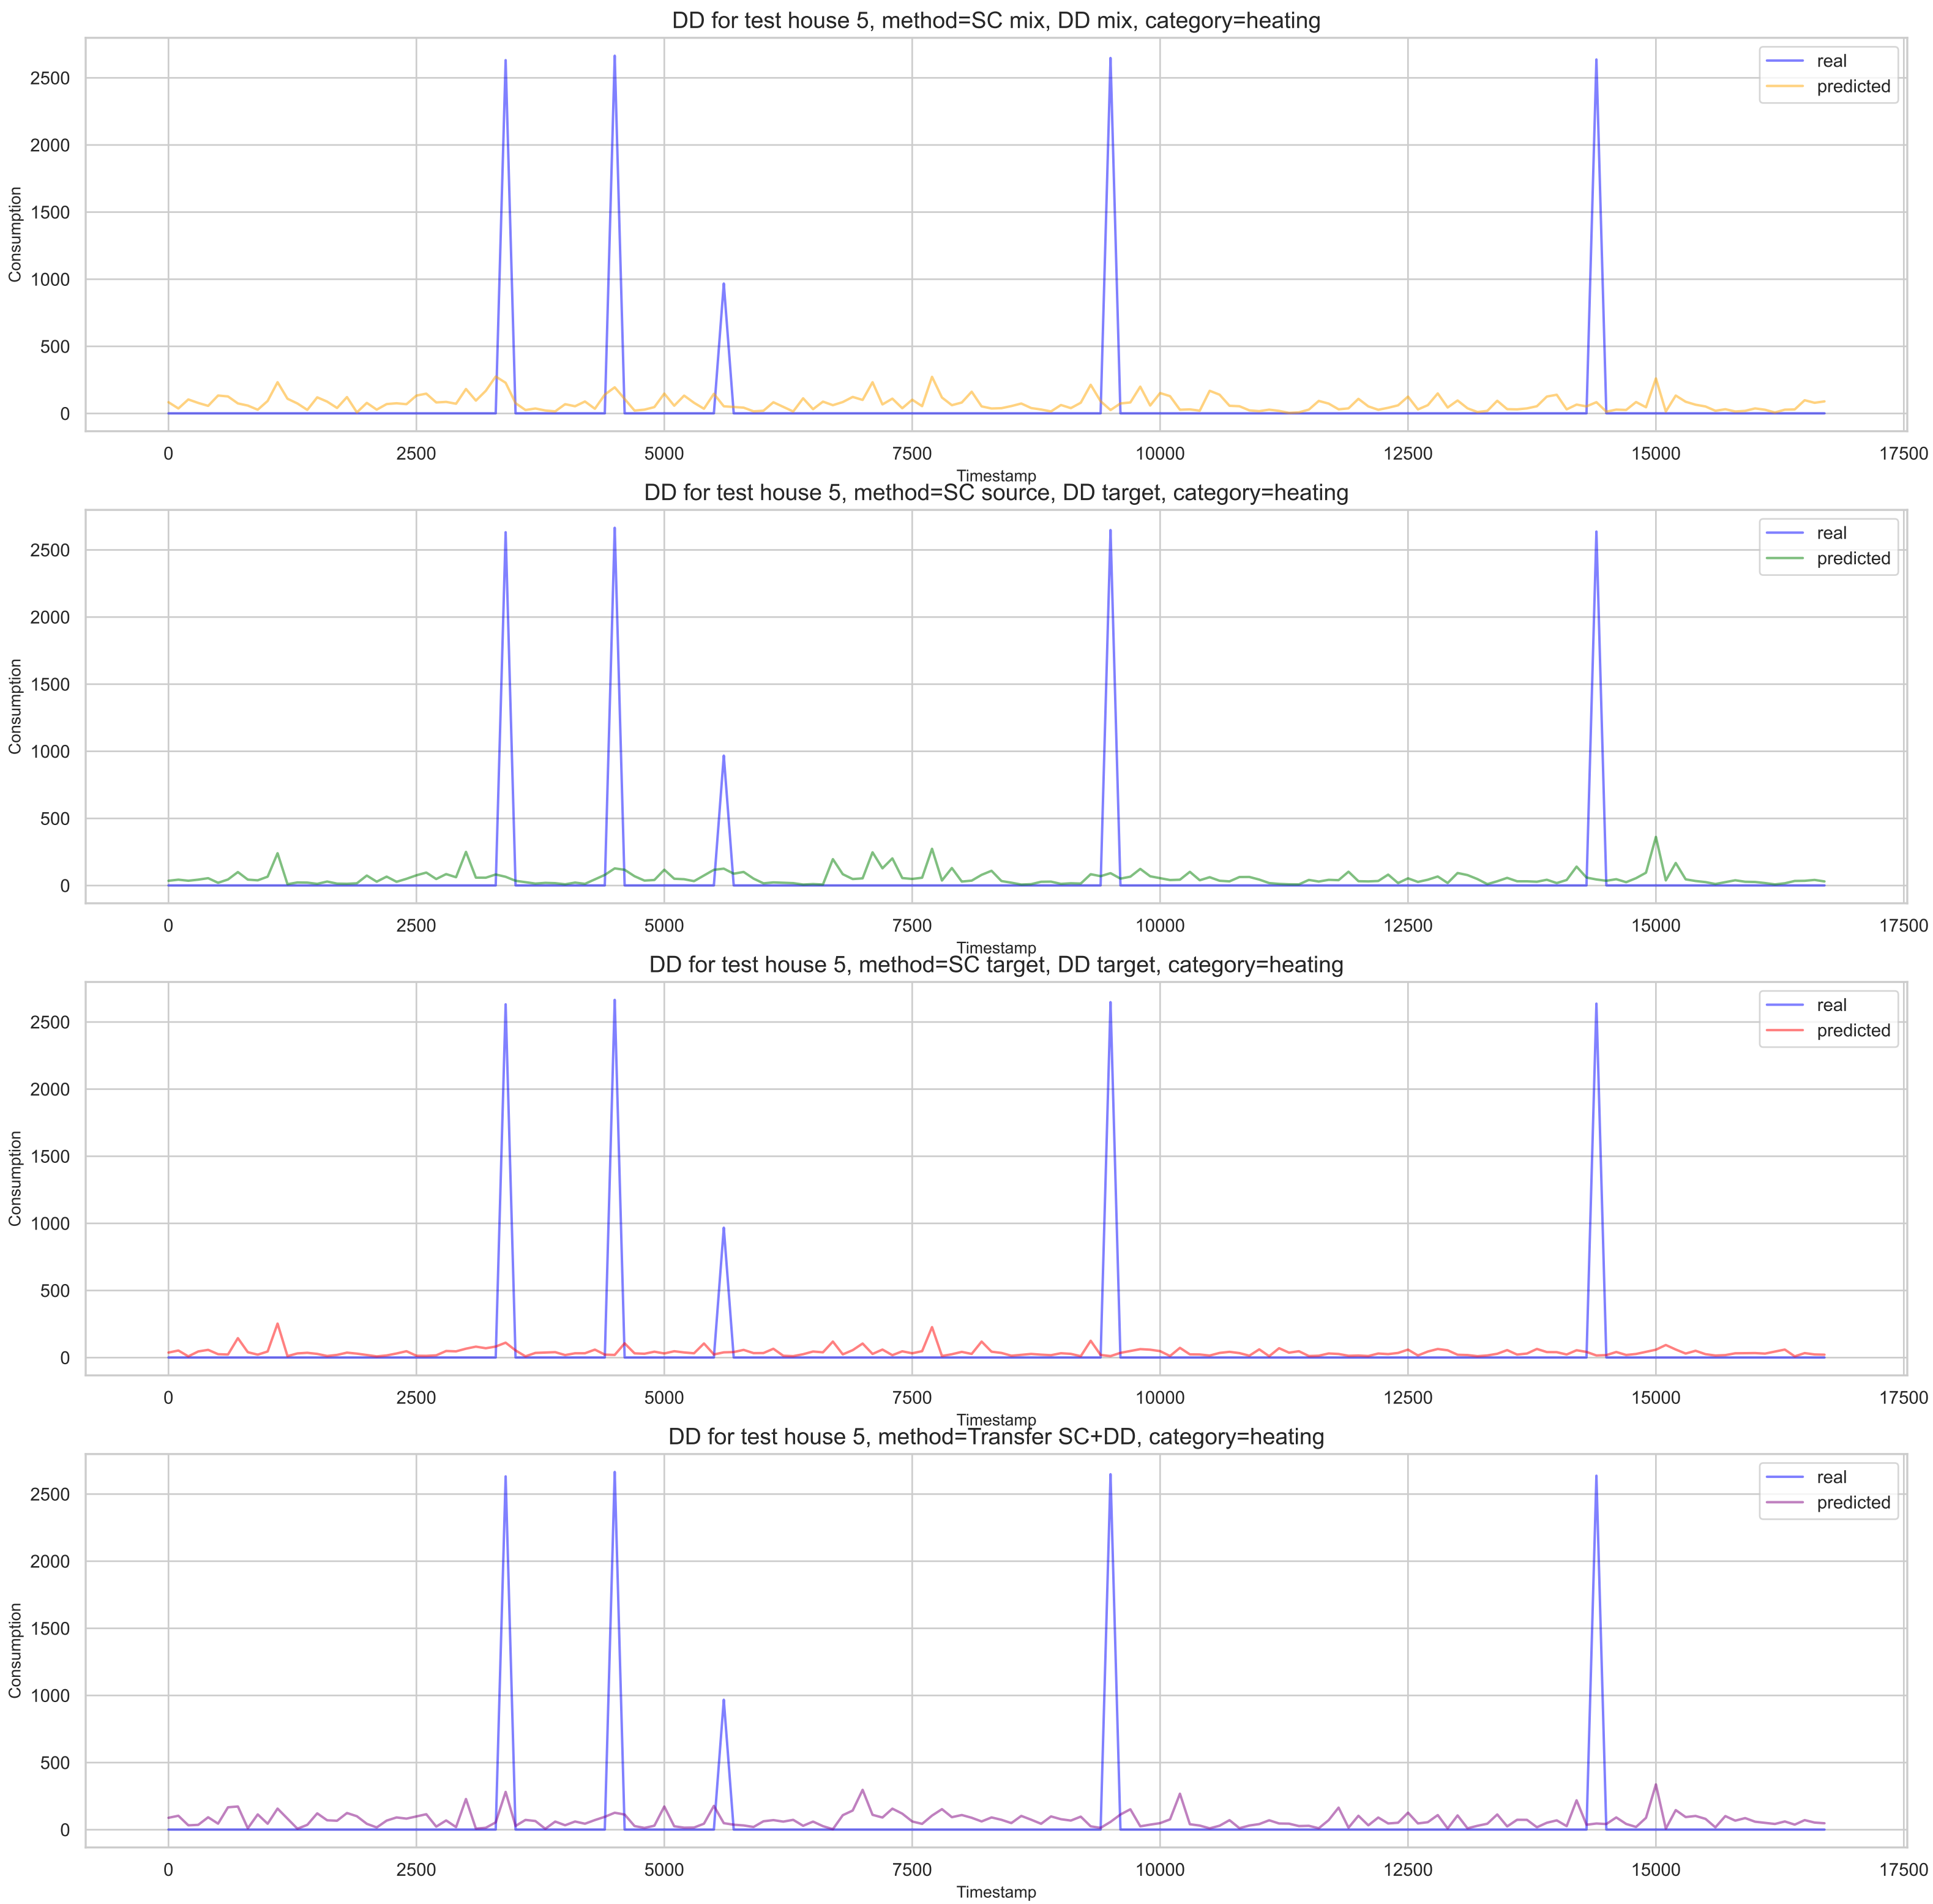 DD for test house 5, method=SC mix, DD mix, category=heating
real
predicted
2500
2000
1500
1000
500
0
Consumption
0 2500 5000 7500 10000 12500 15000 17500
Timestamp
DD for test house 5, method=SC source, DD target, category=heating
real
predicted
2500
2000
1500
1000
500
0
Consumption
0 2500 5000 7500 10000 12500 15000 17500
Timestamp
DD for test house 5, method=SC target, DD target, category=heating
real
predicted
2500
2000
1500
1000
500
0
Consumption
0 2500 5000 7500 10000 12500 15000 17500
Timestamp
DD for test house 5, method=Transfer SC+DD, category=heating
real
predicted
2500
2000
1500
1000
500
0
Consumption
0 2500 5000 7500 10000 12500 15000 17500
Timestamp